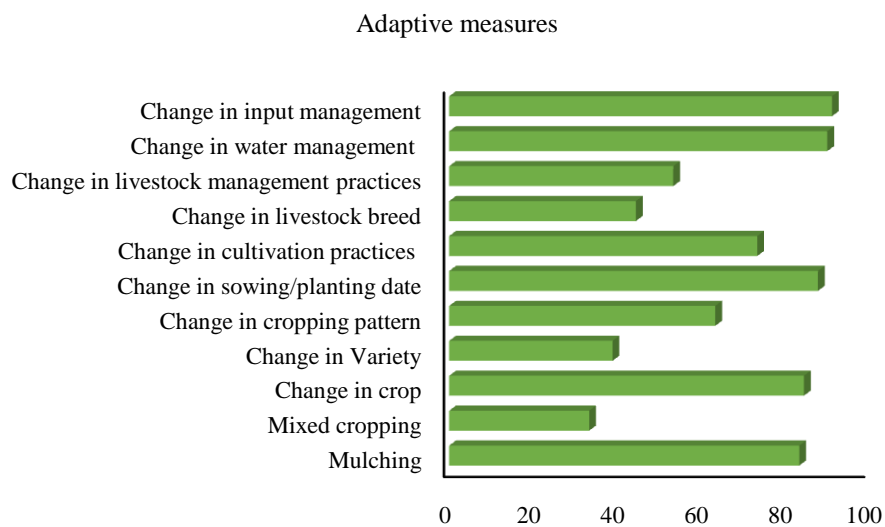 Adaptive measures
Change in input management
Change in water management
Change in livestock management practices
Change in livestock breed
Change in cultivation practices
Change in sowing/planting date
Change in cropping pattern
Change in Variety
Change in crop
Mixed cropping
Mulching
0 20 40 60 80 100